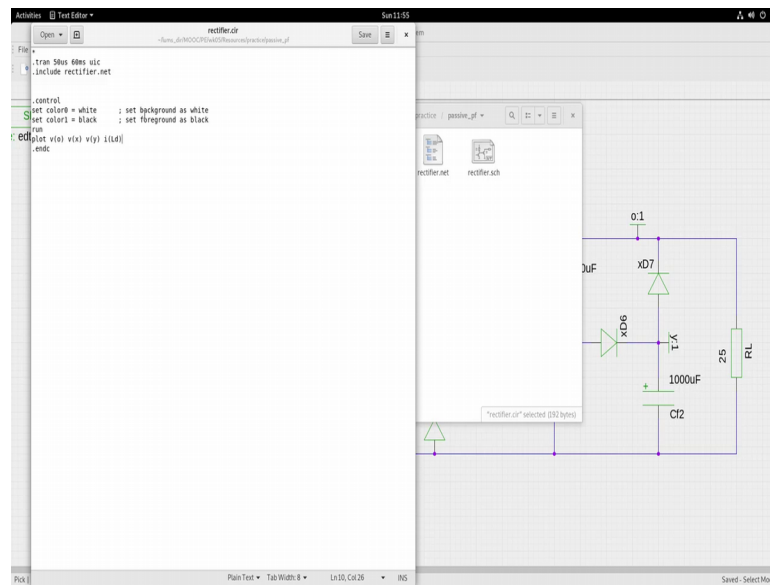 Activities Text Editor Sun 11:55
Open rectifier.cir Save
File
*
.tran 50us 60ms uic
.include rectifier.net
.control
set color0 = white ; set background as white
set color1 = black ; set foreground as black
run
plot v(o) v(x) v(y) i(Ld)
.endc
practice passive_pf
rectifier.net rectifier.sch
o:1
0uF xD7
xD6 y:1
25 RL
1000uF
+
Cf2
"rectifier.cir" selected (192 bytes)
Plain Text Tab Width: 8 Ln 10, Col 26 INS
Pick Saved - Select Mo